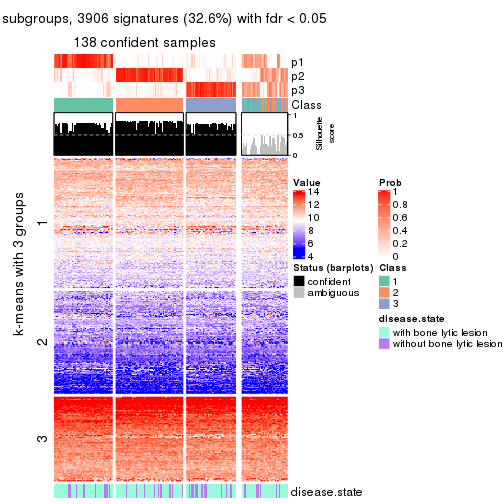 subgroups, 3906 signatures (32.6%) with fdr < 0.05
138 confident samples
p1
p2
p3
Class
1
0.5
0
Silhouette
score
k-means with 3 groups
1
2
3
disease.state
Value
14
12
10
8
6
4
Prob
1
0.8
0.6
0.4
0.2
0
Status (barplots)
confident
ambiguous
Class
1
2
3
disease.state
with bone lytic lesion
without bone lytic lesion